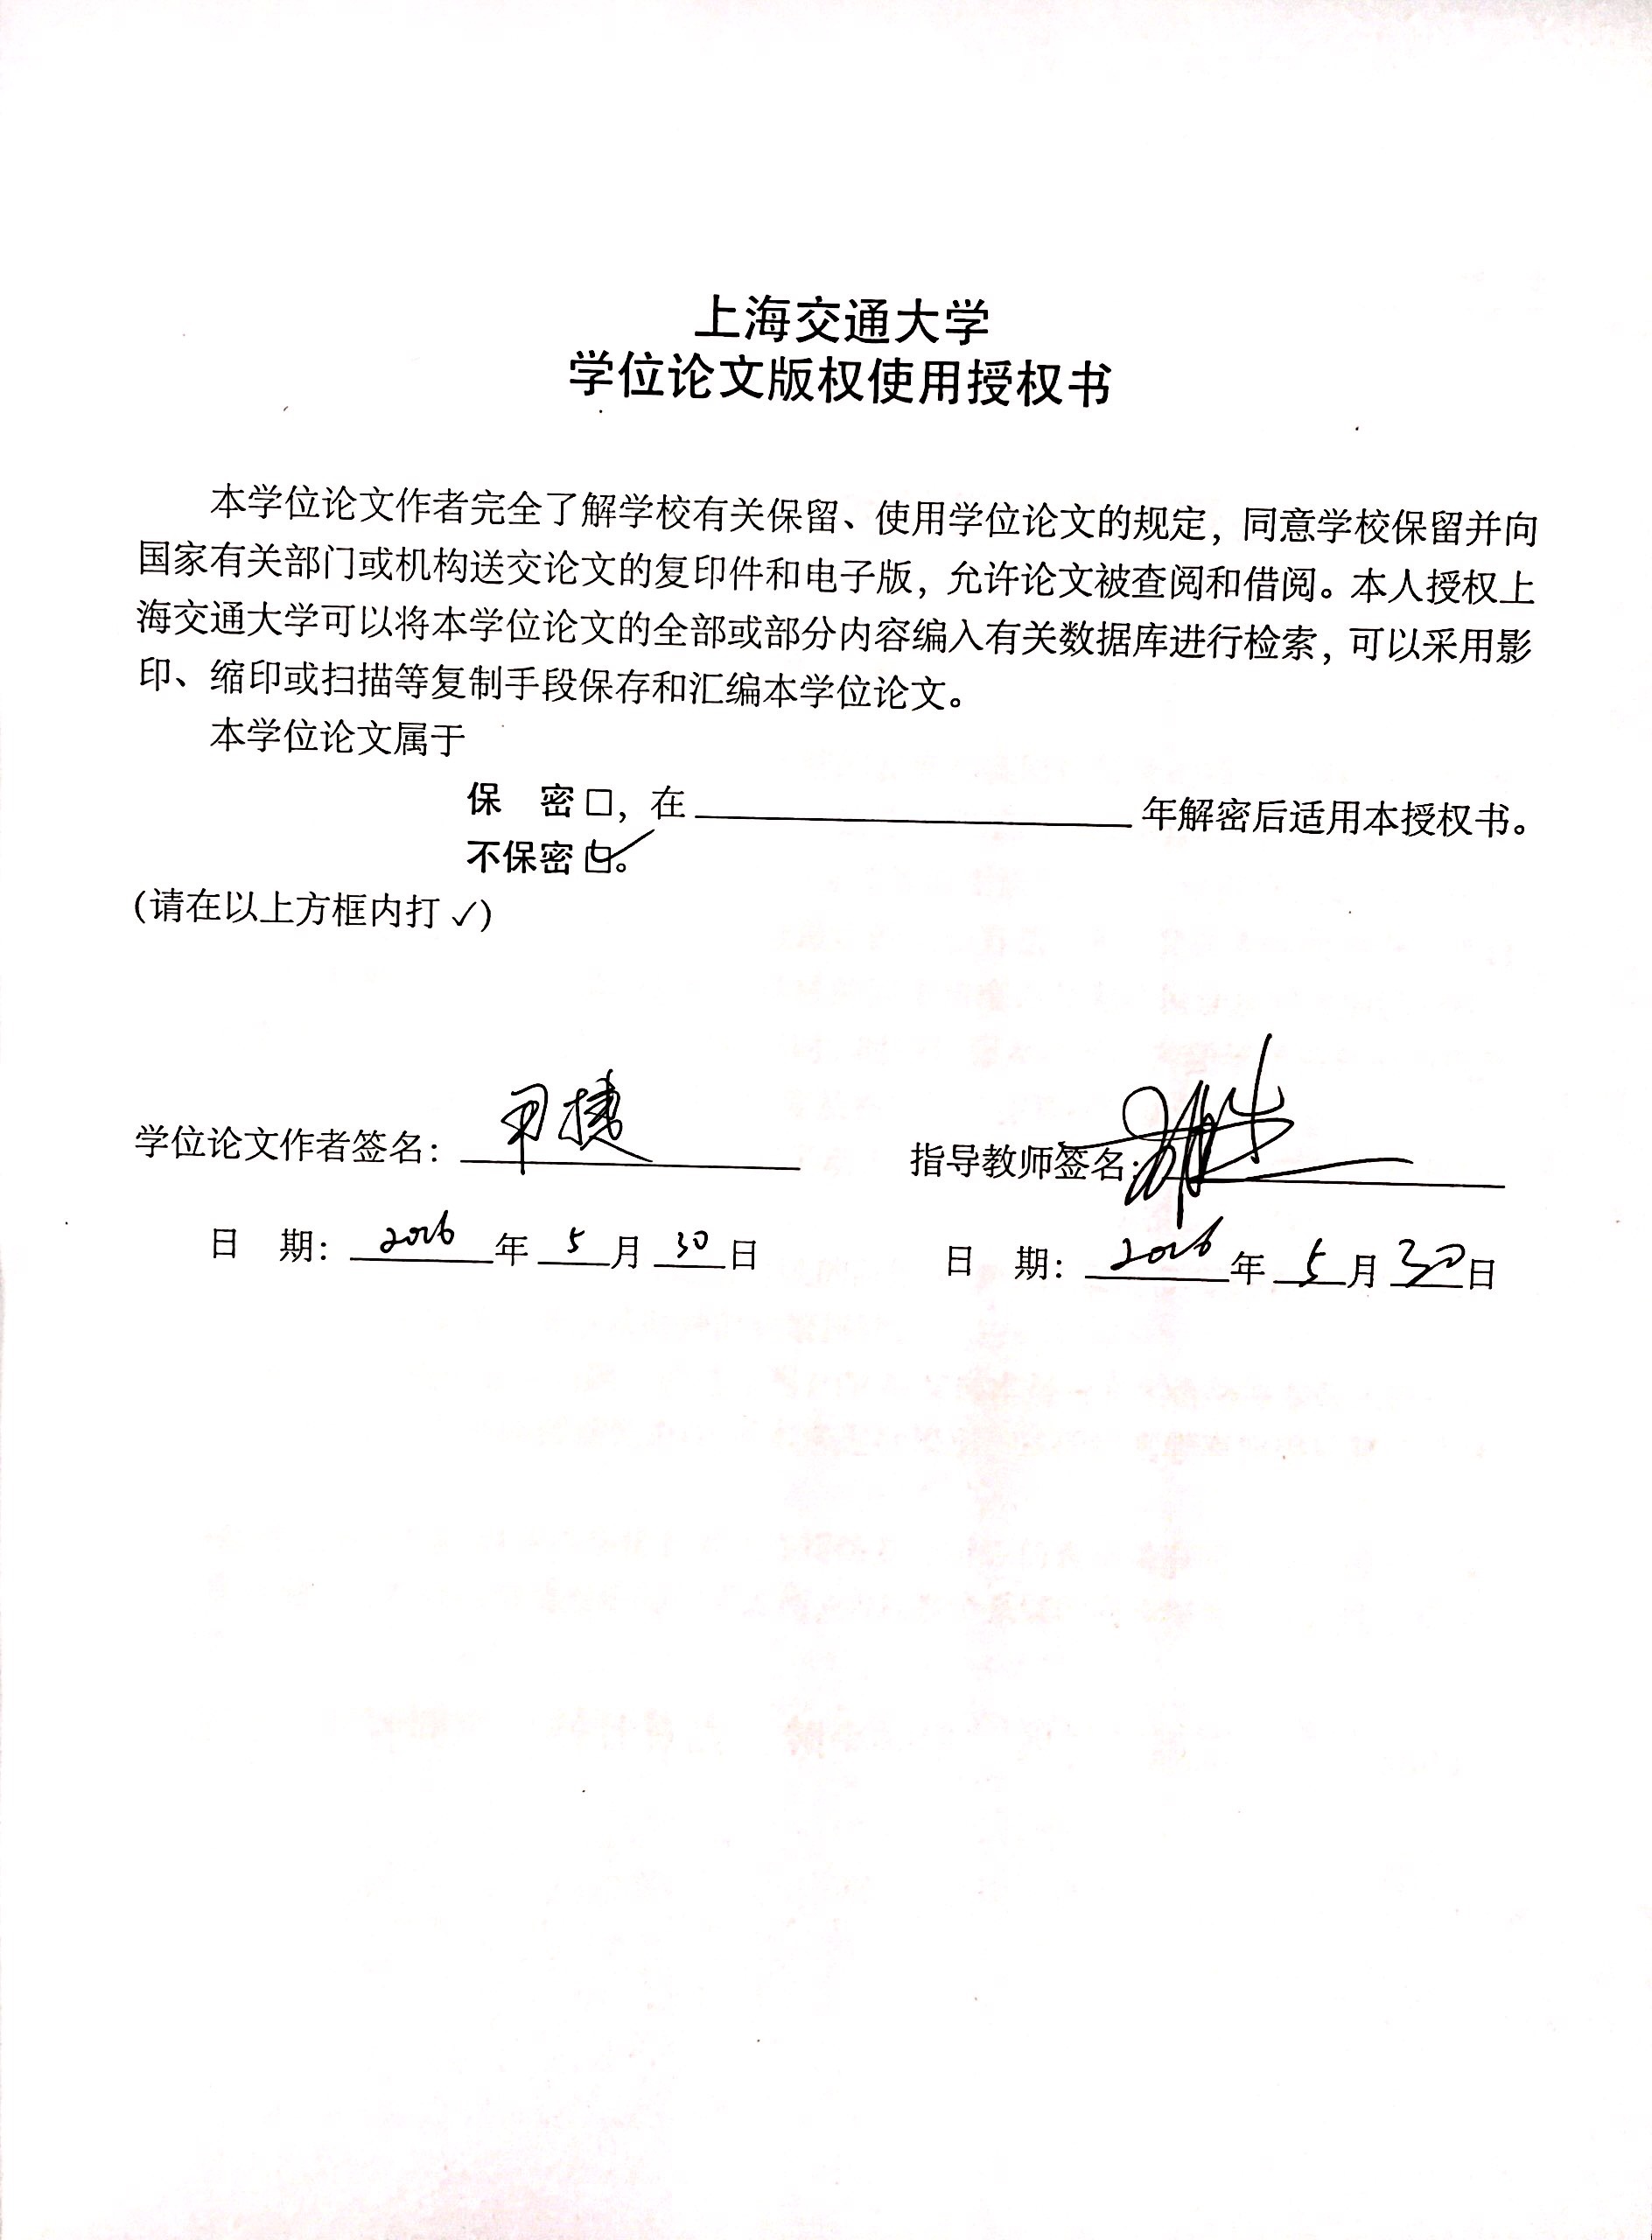 上海交通大学
学位论文版权使用授权书
本学位论文作者完全了解学校有关保留、使用学位论文的规定，同意学校保留并向
国家有关部门或机构送交论文的复印件和电子版，允许论文被查阅和借阅。本人授权上
海交通大学可以将本学位论文的全部或部分内容编入有关数据库进行检索，可以采用影
印、缩印或扫描等复制手段保存和汇编本学位论文。
本学位论文属于
保 密□，在 年解密后适用本授权书。
不保密☑。
(请在以上方框内打✓)
学位论文作者签名： 指导教师签名：
日 期： 2016 年 5 月 30 日 日 期： 2016 年 5 月 30 日